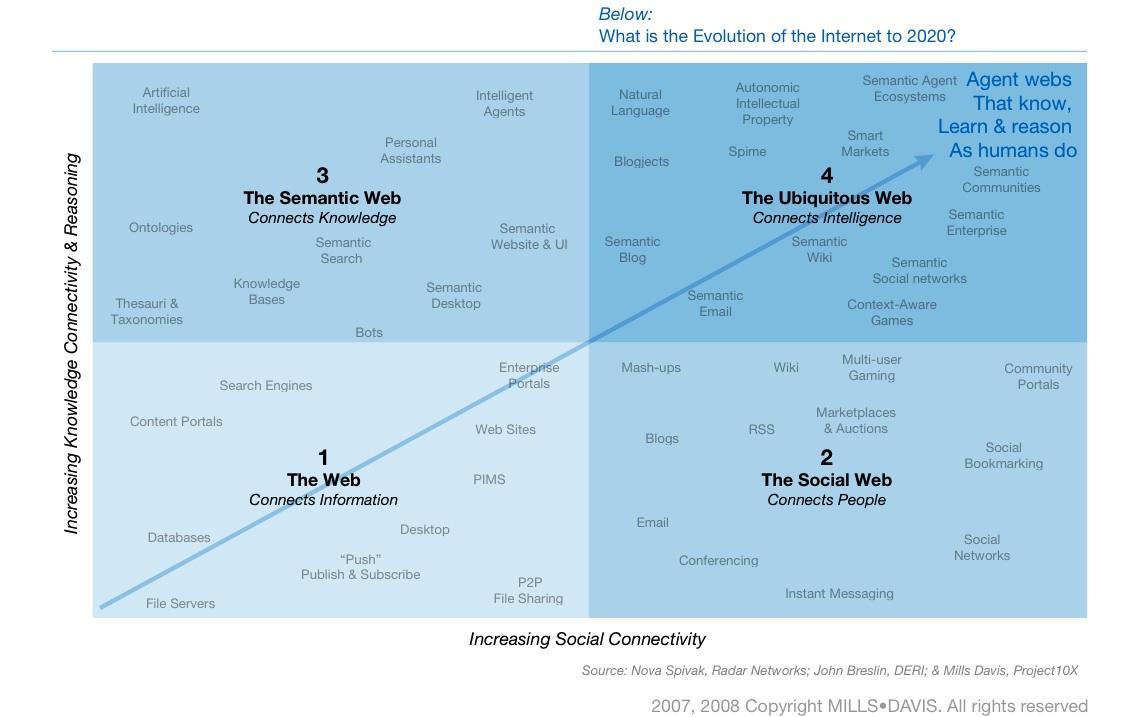 Below:
What is the Evolution of the Internet to 2020?
Increasing Knowledge Connectivity & Reasoning
Artificial
Intelligence
Intelligent
Agents
Personal
Assistants
3
The Semantic Web
Connects Knowledge
Ontologies
Semantic
Search
Semantic
Website & UI
Knowledge
Bases
Semantic
Desktop
Thesauri &
Taxonomies
Bots
Natural
Language
Autonomic
Intellectual
Property
Semantic Agent
Ecosystems
Agent webs
That know,
Learn & reason
As humans do
Blogjects
Spime
Smart
Markets
Semantic
Communities
4
The Ubiquitous Web
Connects Intelligence
Semantic
Enterprise
Semantic
Blog
Semantic
Wiki
Semantic
Social networks
Semantic
Email
Context-Aware
Games
Search Engines
Enterprise
Portals
Content Portals
Web Sites
1
The Web
Connects Information
PIMS
Databases
Desktop
“Push”
Publish & Subscribe
P2P
File Sharing
File Servers
Mash-ups
Wiki
Multi-user
Gaming
Community
Portals
Blogs
RSS
Marketplaces
& Auctions
Social
Bookmarking
2
The Social Web
Connects People
Email
Conferencing
Social
Networks
Instant Messaging
Increasing Social Connectivity
Source: Nova Spivak, Radar Networks; John Breslin, DERI; & Mills Davis, Project10X
2007, 2008 Copyright MILLS•DAVIS. All rights reserved